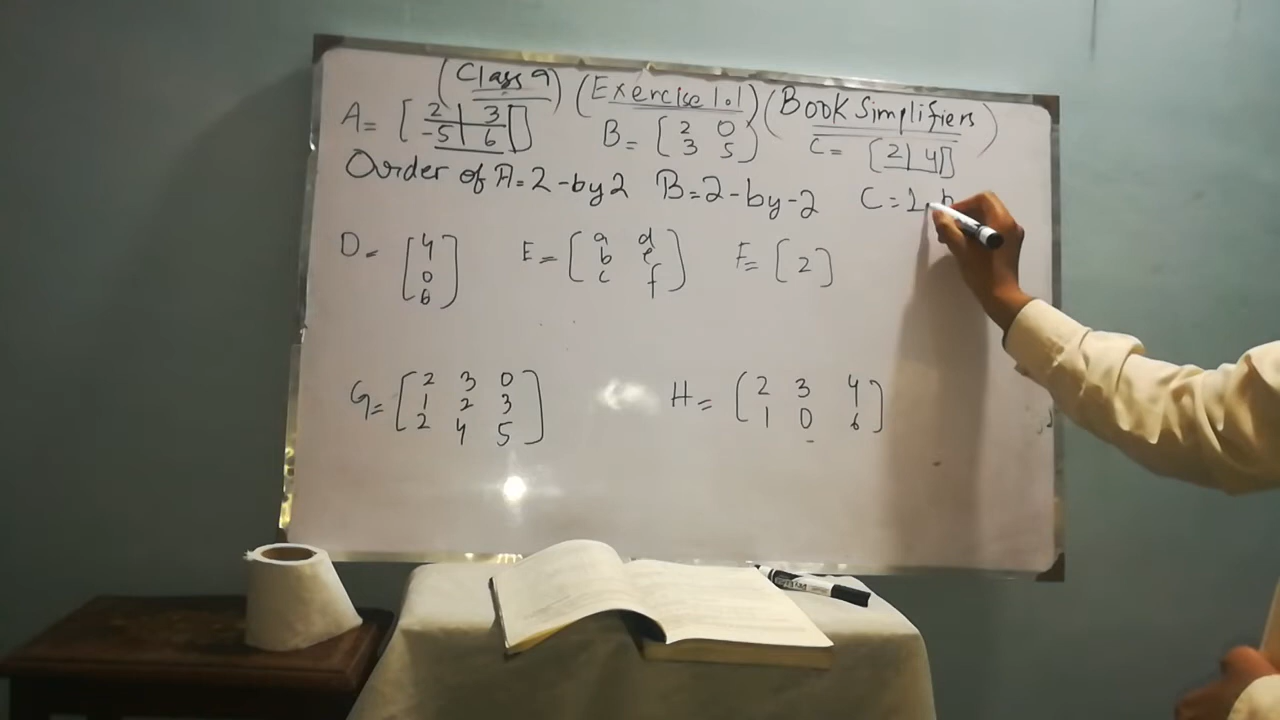 (Class 9) (Exercise 1.1) (Book Simplifiers)
A = [2 3 B = [2 0 C = [2 4]
-5 6] 3 5]
Order of A = 2 - by 2 B = 2 - by - 2 C = 1 - b
D = [4 E = [a d F = [2]
0 b e
6] c f]
G = [2 3 0 H = [2 3 4
1 2 3 1 0 6]
2 4 5]